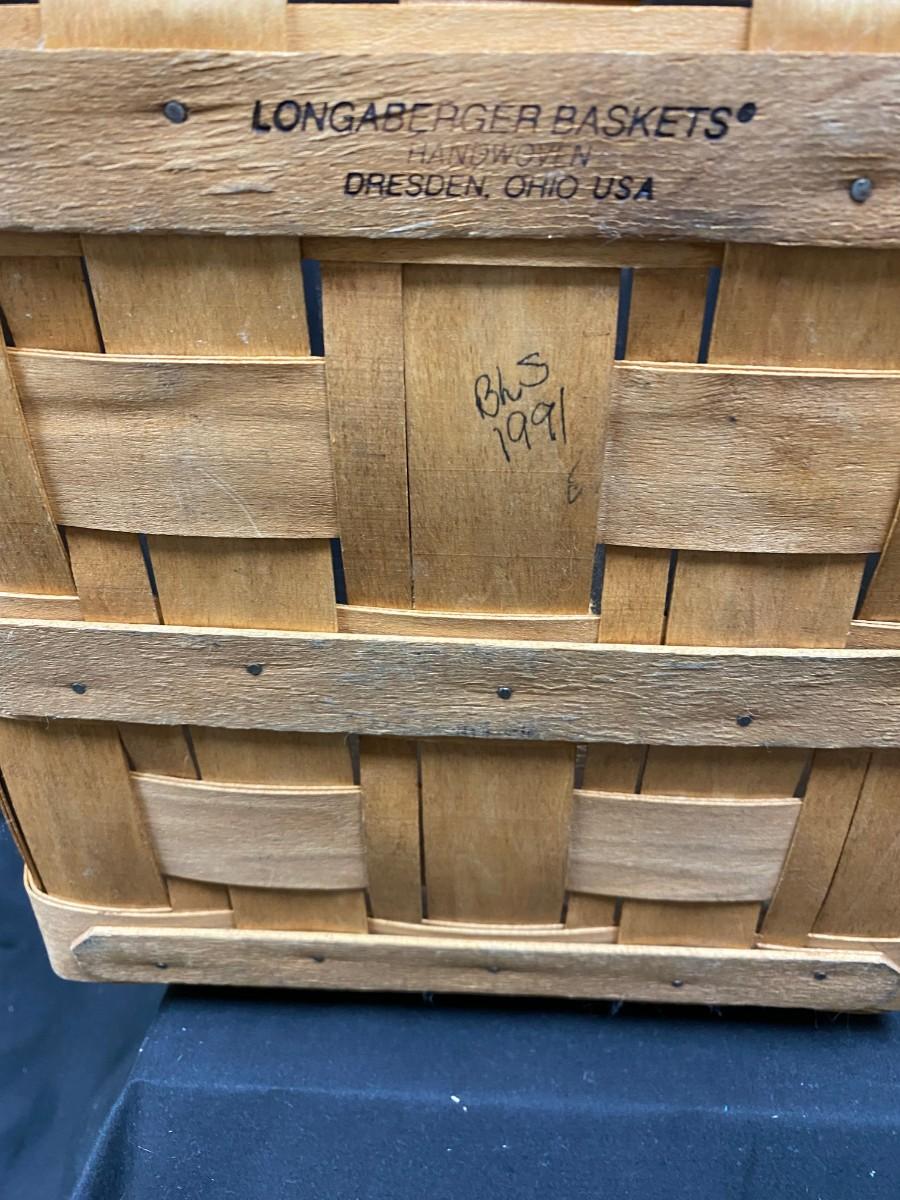 LONGABERGER BASKETS®
HANDWOVEN
DRESDEN, OHIO USA
BhS
1991